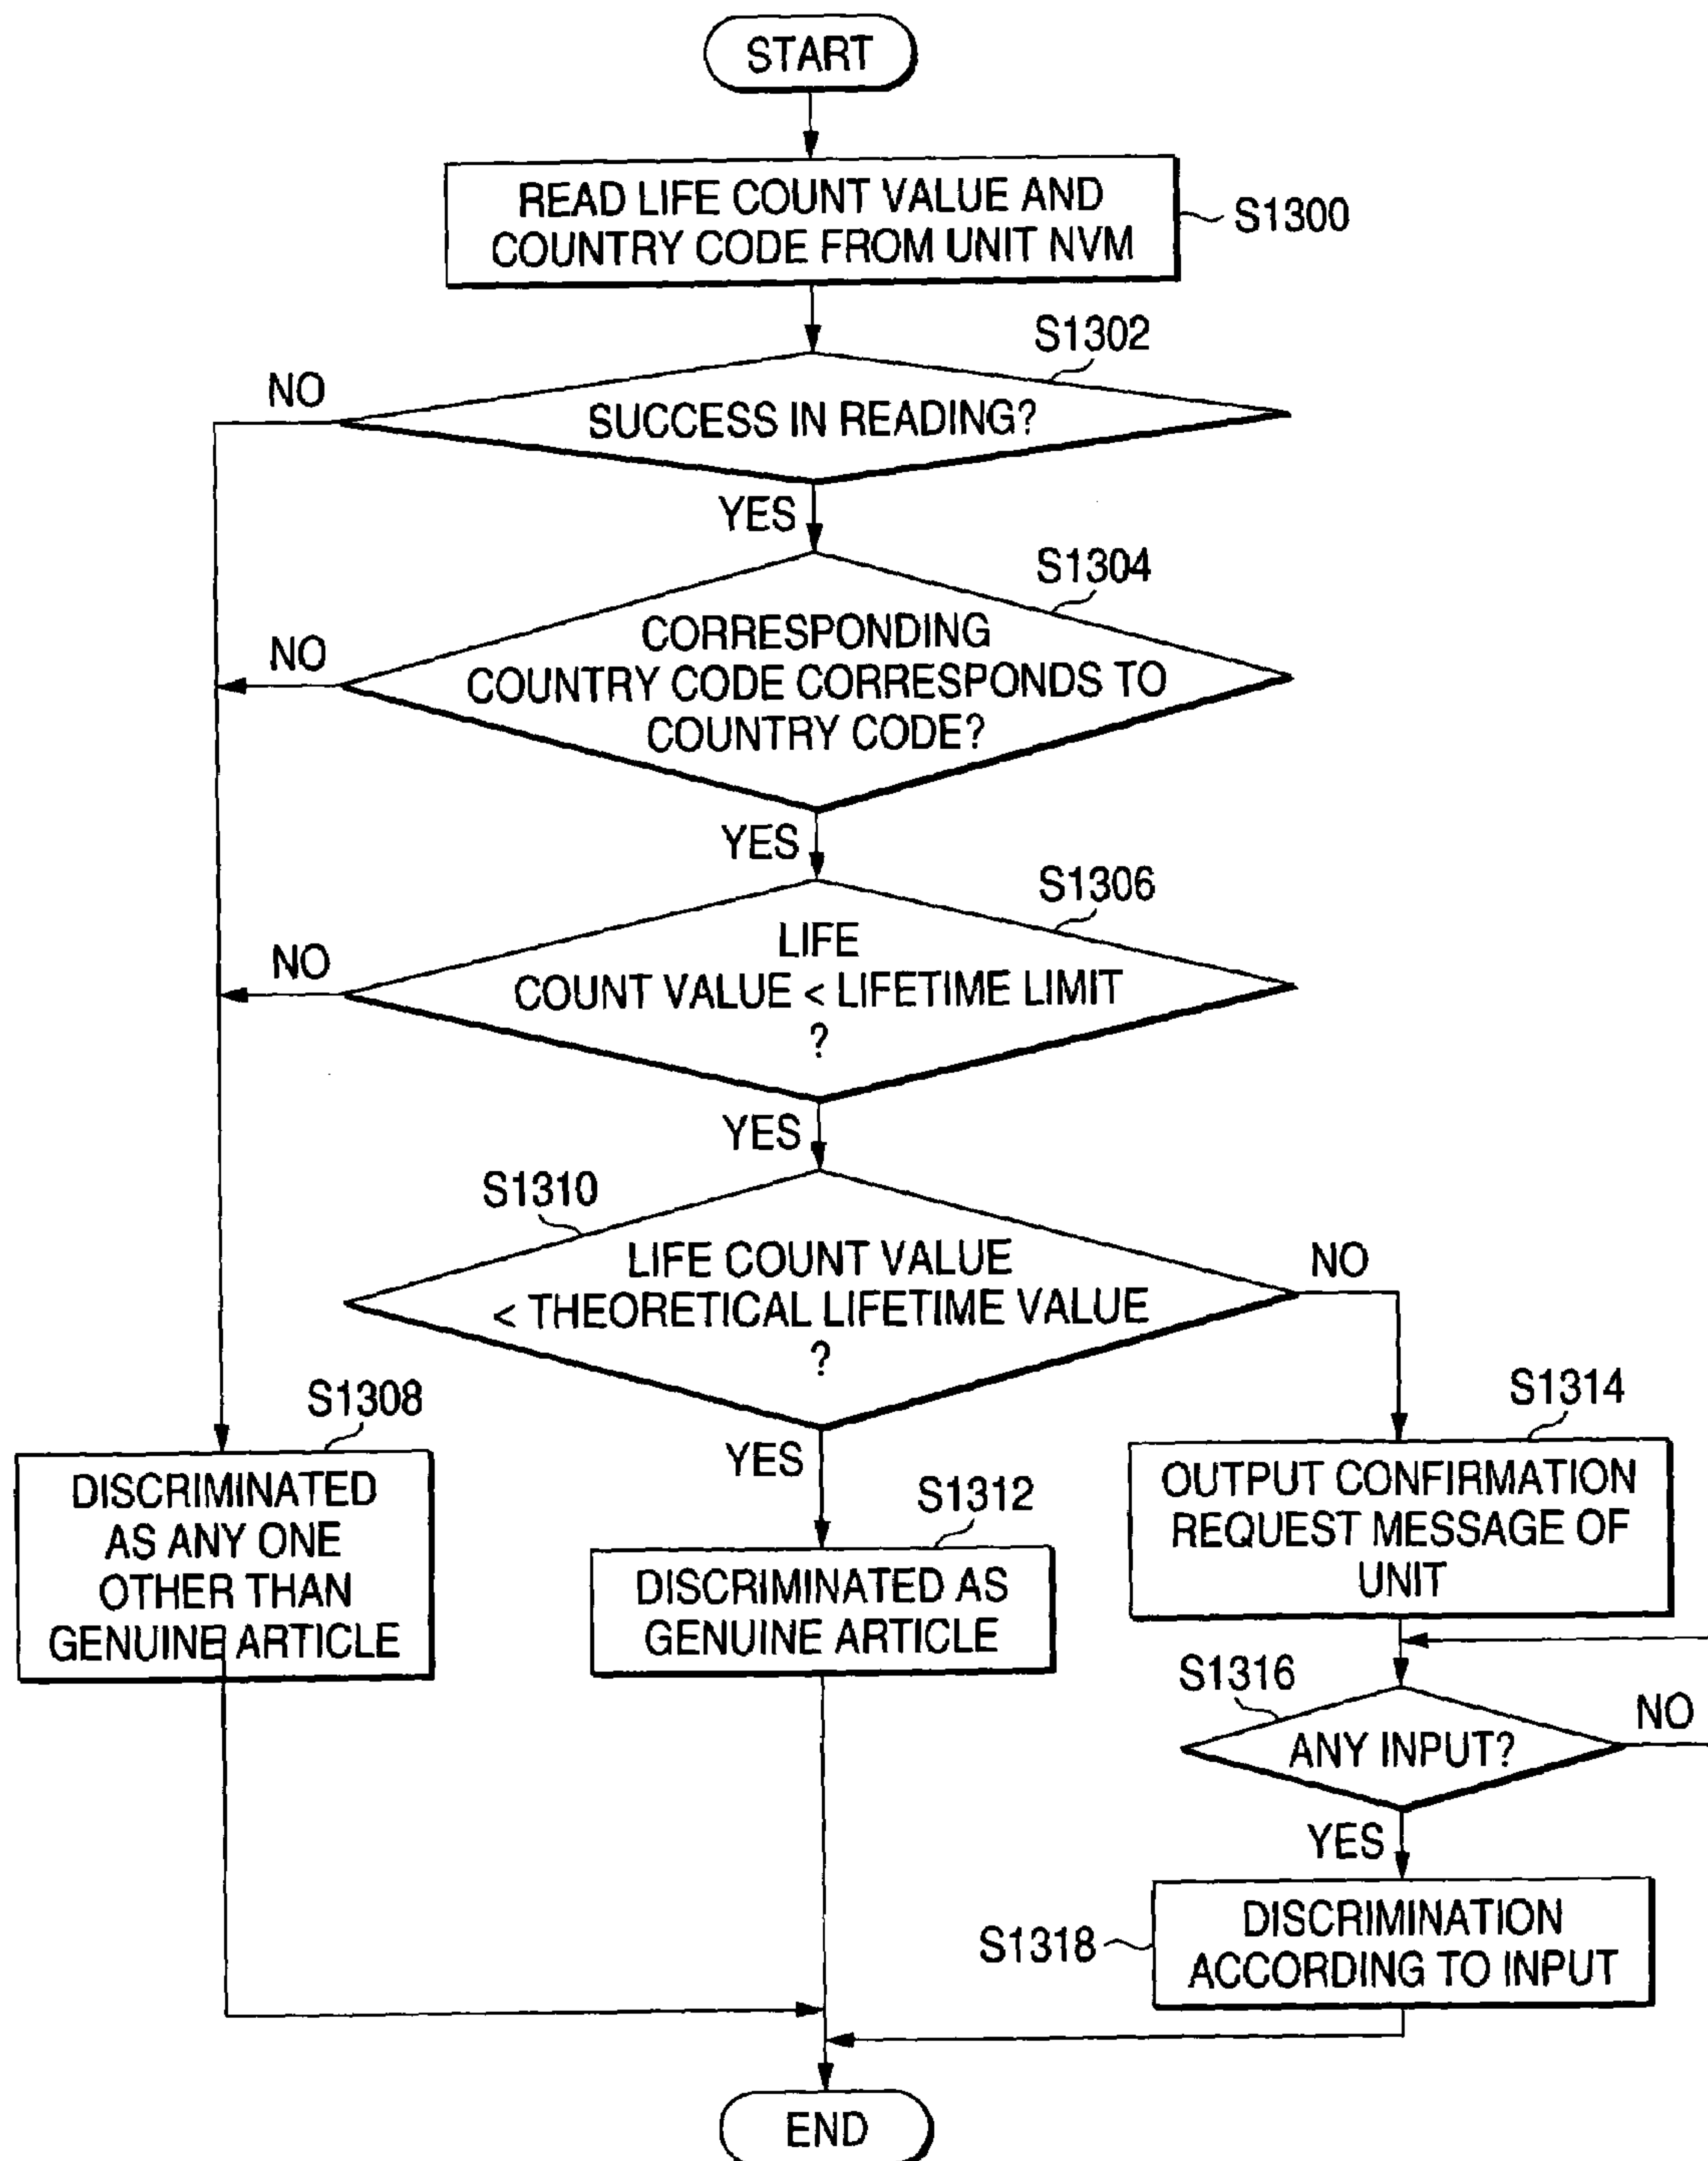 START
READ LIFE COUNT VALUE AND
COUNTRY CODE FROM UNIT NVM
S1300
S1302
NO
SUCCESS IN READING?
YES
S1304
NO
CORRESPONDING
COUNTRY CODE CORRESPONDS TO
COUNTRY CODE?
YES
S1306
NO
LIFE
COUNT VALUE < LIFETIME LIMIT
?
YES
S1310
LIFE COUNT VALUE
< THEORETICAL LIFETIME VALUE
?
NO
YES
S1308
DISCRIMINATED
AS ANY ONE
OTHER THAN
GENUINE ARTICLE
S1312
DISCRIMINATED AS
GENUINE ARTICLE
S1314
OUTPUT CONFIRMATION
REQUEST MESSAGE OF
UNIT
S1316
ANY INPUT?
NO
YES
S1318
DISCRIMINATION
ACCORDING TO INPUT
END